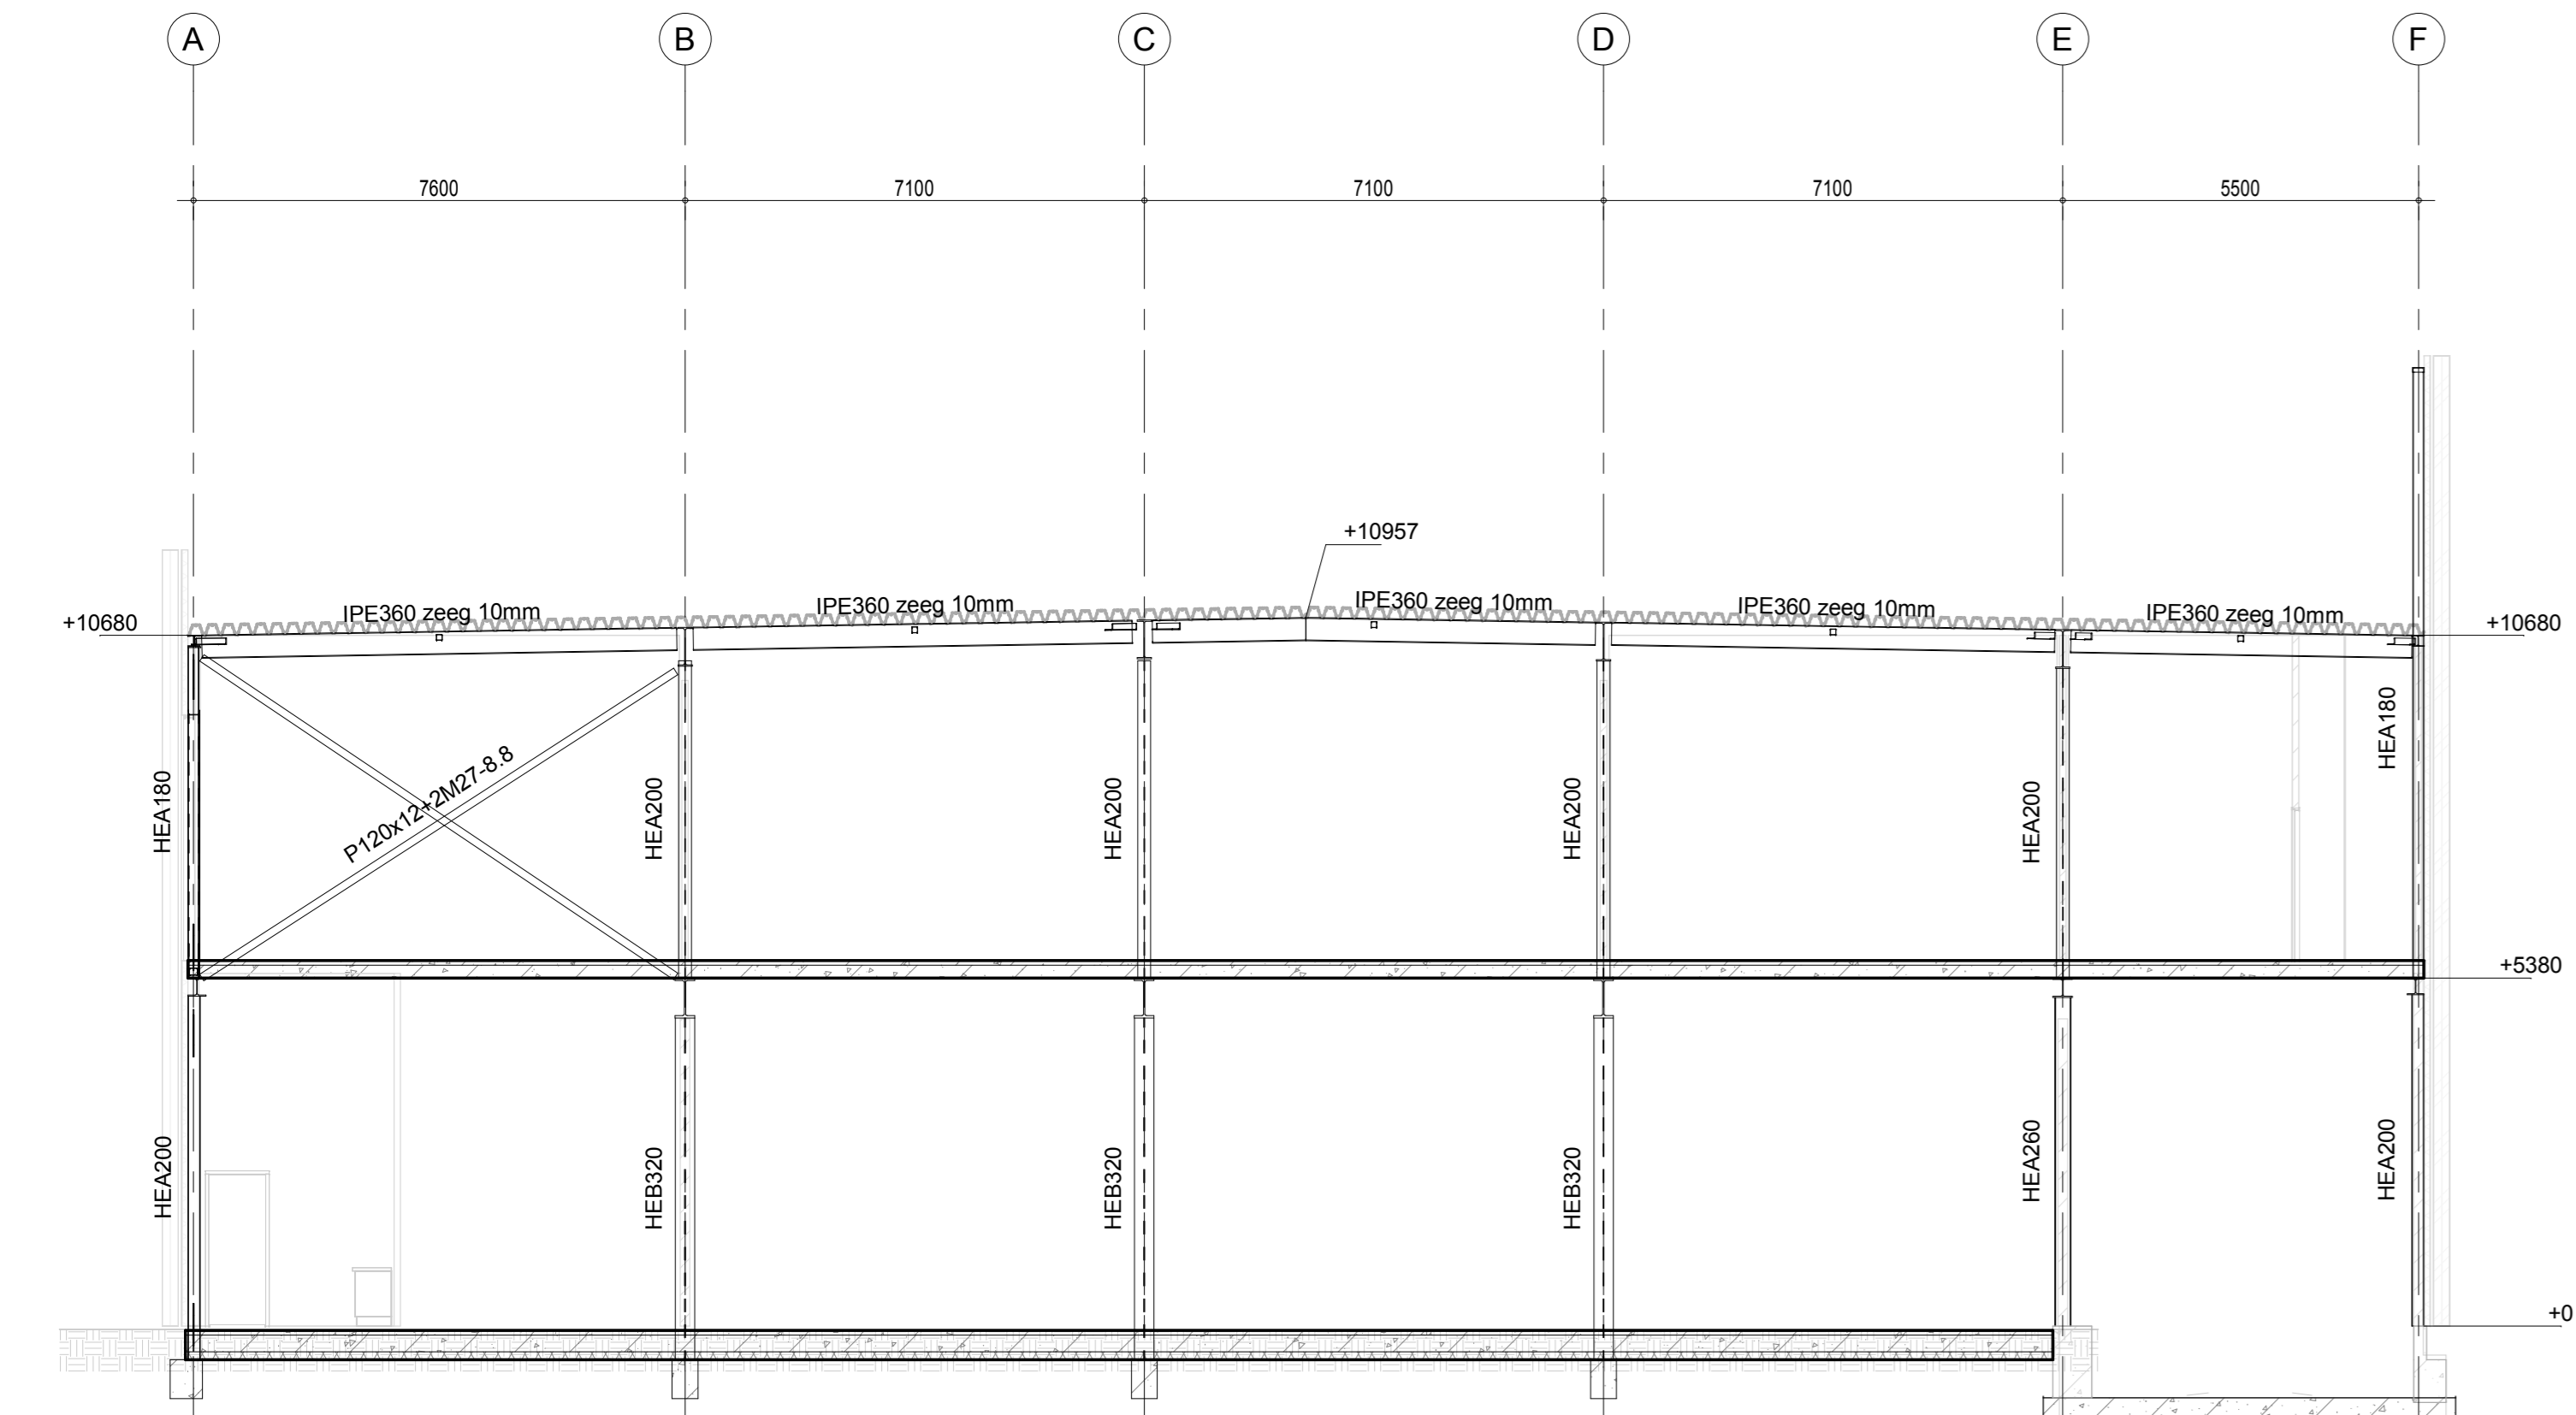 A B C D E F
7600 7100 7100 7100 5500
+10957
IPE360 zeeg 10mm IPE360 zeeg 10mm IPE360 zeeg 10mm IPE360 zeeg 10mm IPE360 zeeg 10mm
+10680 +10680
HEA180
P120x12+2M27-8.8
HEA180 HEA200 HEA200 HEA200 HEA200
+5380
HEA200 HEB320 HEB320 HEB320 HEA260 HEA200
+0